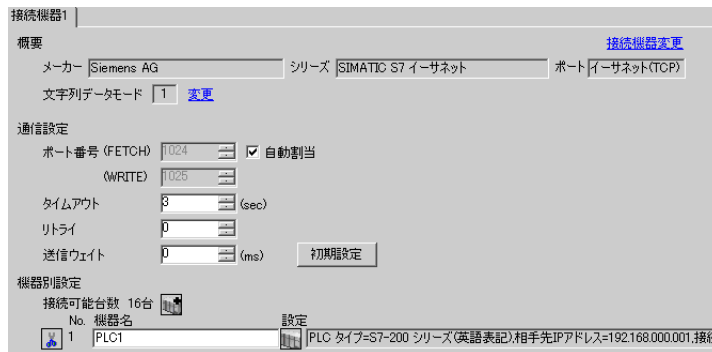 接続機器1
概要
接続機器変更
メーカー Siemens AG シリーズ SIMATIC S7 イーサネット ポート イーサネット(TCP)
文字列データモード 1 変更
通信設定
ポート番号 (FETCH) 1024 自動割当
(WRITE) 1025
タイムアウト 3 (sec)
リトライ 0
送信ウェイト 0 (ms) 初期設定
機器別設定
接続可能台数 16台
No. 機器名 設定
1 PLC1 PLC タイプ=S7-200 シリーズ(英語表記),相手先IPアドレス=192.168.000.001,接続